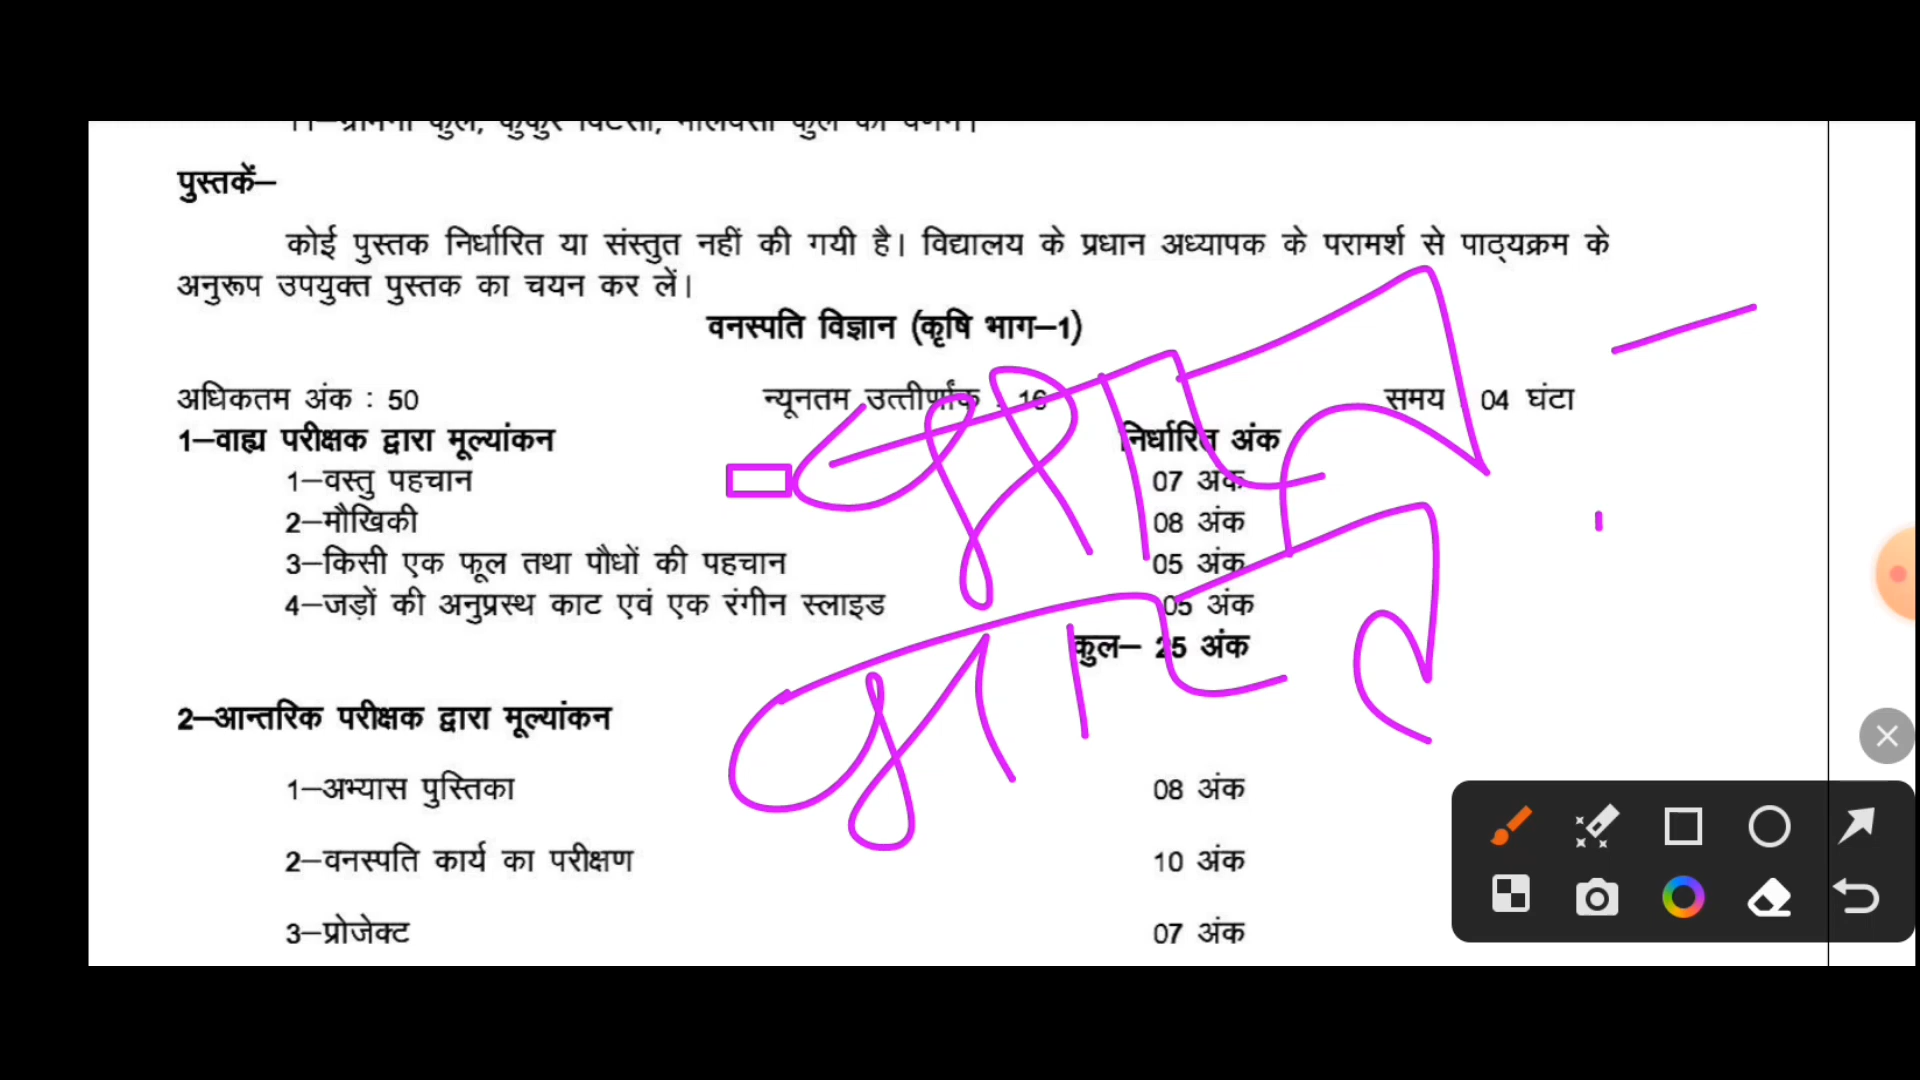 पुस्तकें–
कोई पुस्तक निर्धारित या संस्तुत नहीं की गयी है। विद्यालय के प्रधान अध्यापक के परामर्श से पाठ्यक्रम के
अनुरूप उपयुक्त पुस्तक का चयन कर लें।
वनस्पति विज्ञान (कृषि भाग–1)
अधिकतम अंक : 50 न्यूनतम उत्तीर्णांक : 16 समय : 04 घंटा
1–वाह्य परीक्षक द्वारा मूल्यांकन निर्धारित अंक
1–वस्तु पहचान 07 अंक
2–मौखिकी 08 अंक
3–किसी एक फूल तथा पौधों की पहचान 05 अंक
4–जड़ों की अनुप्रस्थ काट एवं एक रंगीन स्लाइड 05 अंक
कुल– 25 अंक
2–आन्तरिक परीक्षक द्वारा मूल्यांकन
1–अभ्यास पुस्तिका 08 अंक
2–वनस्पति कार्य का परीक्षण 10 अंक
3–प्रोजेक्ट 07 अंक